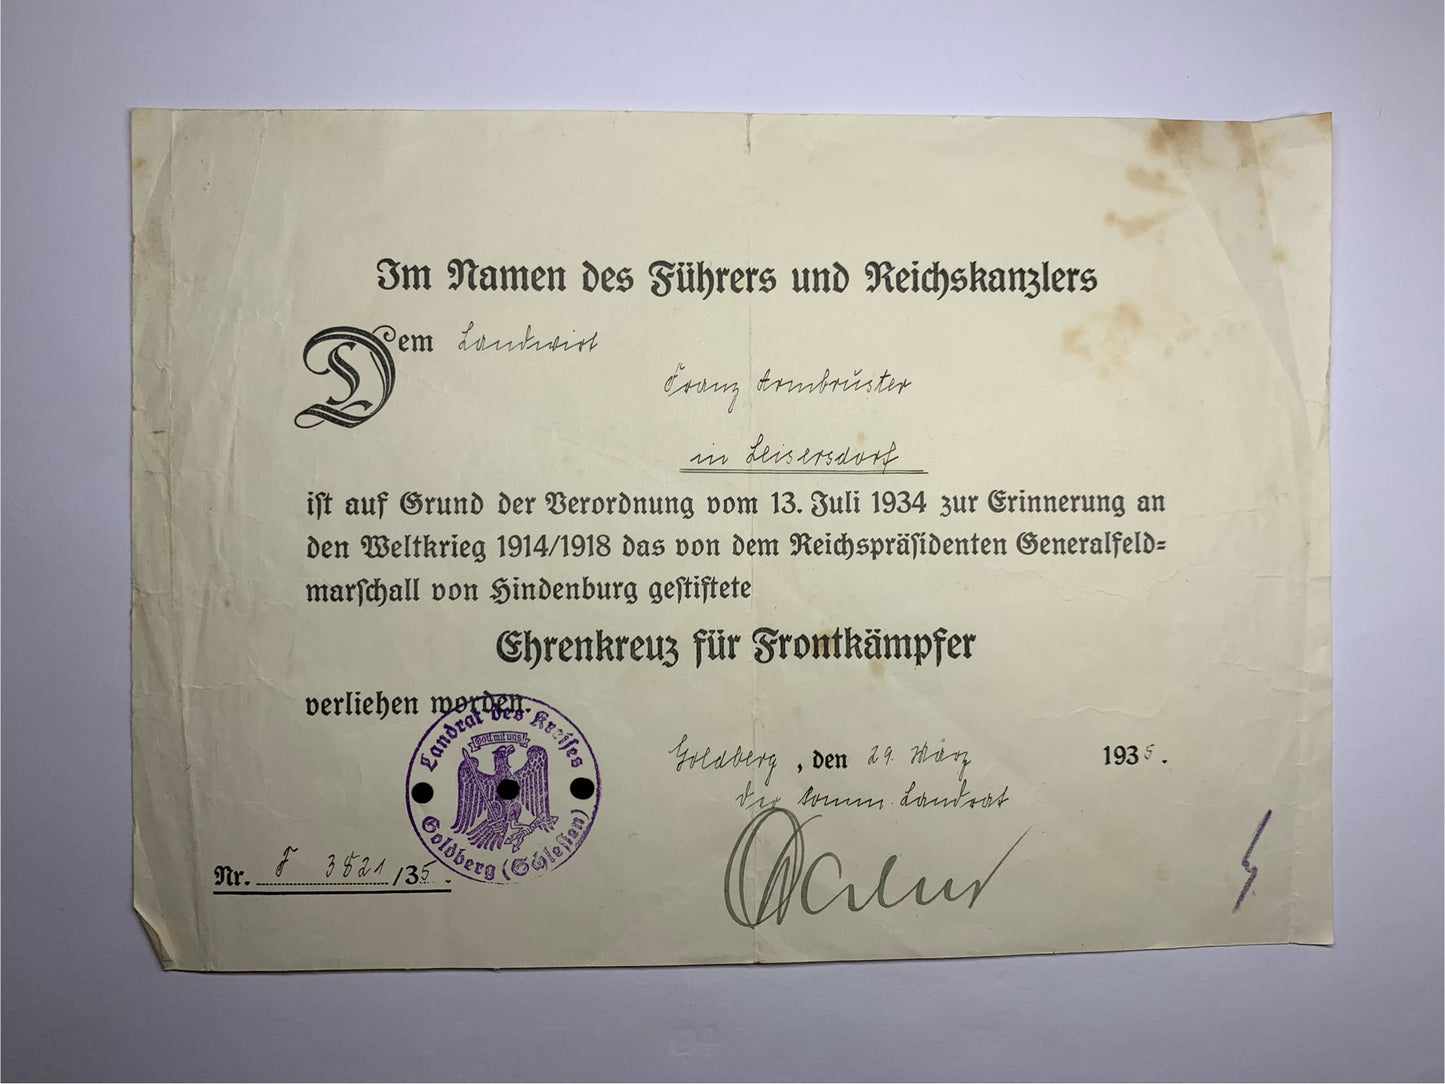 Im Namen des Führers und Reichskanzlers
Dem Landwirt
Franz Armbruster
in Leisersdorf
ist auf Grund der Verordnung vom 13. Juli 1934 zur Erinnerung an
den Weltkrieg 1914/1918 das von dem Reichspräsidenten Generalfeld-
marschall von Hindenburg gestiftete
Ehrenkreuz für Frontkämpfer
verliehen worden.
Landrat des Kreises
Gott mit uns
Goldberg (Schlesien)
Goldberg, den 29. März 1935.
Der komm. Landrat
Nr. F 3821/35.